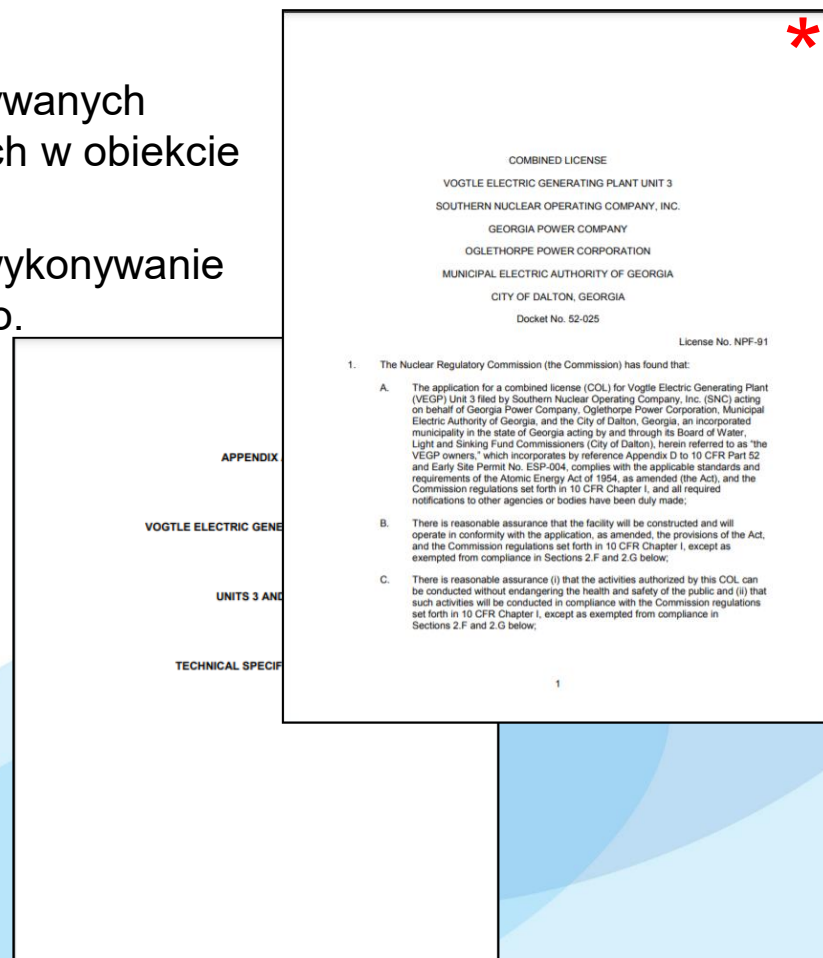 *
ch w obiekcie
COMBINED LICENSE
VOGTLE ELECTRIC GENERATING PLANT UNIT 3
SOUTHERN NUCLEAR OPERATING COMPANY, INC.
GEORGIA POWER COMPANY
OGLETHORPE POWER CORPORATION
MUNICIPAL ELECTRIC AUTHORITY OF GEORGIA
CITY OF DALTON, GEORGIA
Docket No. 52-025
License No. NPF-91
1. The Nuclear Regulatory Commission (the Commission) has found that:
A. The application for a combined license (COL) for Vogtle Electric Generating Plant
(VEGP) Unit 3 filed by Southern Nuclear Operating Company, Inc. (SNC) acting
on behalf of Georgia Power Company, Oglethorpe Power Corporation, Municipal
Electric Authority of Georgia, and the City of Dalton, Georgia, an incorporated
municipality in the state of Georgia acting by and through its Board of Water,
Light and Sinking Fund Commissioners (City of Dalton), herein referred to as "the
VEGP owners," which incorporates by reference Appendix D to 10 CFR Part 52
and Early Site Permit No. ESP-004, complies with the applicable standards and
requirements of the Atomic Energy Act of 1954, as amended (the Act), and the
Commission regulations set forth in 10 CFR Chapter I, and all required
notifications to other agencies or bodies have been duly made;
B. There is reasonable assurance that the facility will be constructed and will
operate in conformity with the application, as amended, the provisions of the Act,
and the Commission regulations set forth in 10 CFR Chapter I, except as
exempted from compliance in Sections 2.F and 2.G below;
C. There is reasonable assurance (i) that the activities authorized by this COL can
be conducted without endangering the health and safety of the public and (ii) that
such activities will be conducted in compliance with the Commission regulations
set forth in 10 CFR Chapter I, except as exempted from compliance in
Sections 2.F and 2.G below;
1
APPENDIX
VOGTLE ELECTRIC GENE
UNITS 3 AND
TECHNICAL SPECIF